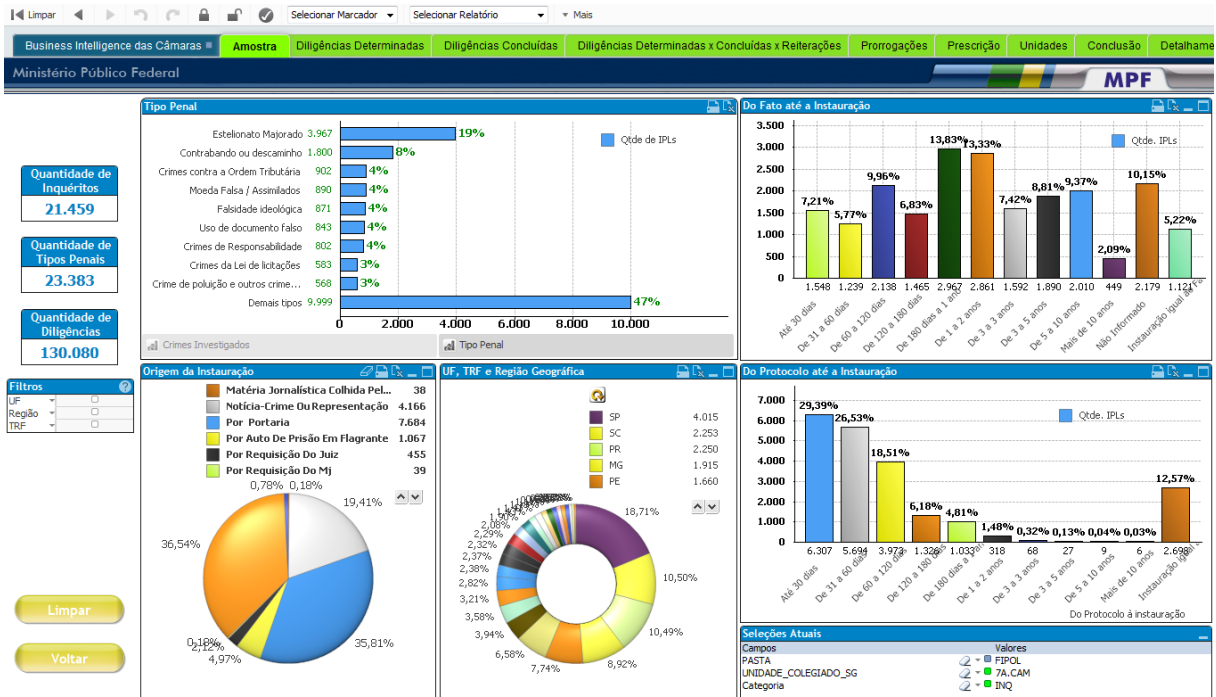 Limpar
Selecionar Marcador
Selecionar Relatório
Mais
Business Intelligence das Câmaras
Amostra
Diligências Determinadas
Diligências Concluídas
Diligências Determinadas x Concluídas x Reiterações
Prorrogações
Prescrição
Unidades
Conclusão
Detalhame
Ministério Público Federal
MPF
Quantidade de
Inquéritos
21.459
Quantidade de
Tipos Penais
23.383
Quantidade de
Diligências
130.080
Filtros
UF
Região
TRF
Limpar
Voltar
Tipo Penal
Qtde de IPLs
Estelionato Majorado 3.967 19%
Contrabando ou descaminho 1.800 8%
Crimes contra a Ordem Tributária 902 4%
Moeda Falsa / Assimilados 890 4%
Falsidade ideológica 871 4%
Uso de documento falso 843 4%
Crimes de Responsabilidade 802 4%
Crimes da Lei de licitações 583 3%
Crime de poluição e outros crime... 568 3%
Demais tipos 9.999 47%
0 2.000 4.000 6.000 8.000 10.000
Crimes Investigados
Tipo Penal
Do Fato até a Instauração
Qtde. IPLs
3.500
3.000
2.500
2.000
1.500
1.000
500
0
7,21% 5,77% 9,96% 6,83% 13,83% 13,33% 7,42% 8,81% 9,37% 2,09% 10,15% 5,22%
1.548 1.239 2.138 1.465 2.967 2.861 1.592 1.890 2.010 449 2.179 1.121
Até 30 dias
De 31 a 60 dias
De 60 a 120 dias
De 120 a 180 dias
De 180 dias a 1 ano
De 1 a 2 anos
De 3 a 3 anos
De 3 a 5 anos
De 5 a 10 anos
Mais de 10 anos
Não Informado
Instauração igual ao Fa
Origem da Instauração
Matéria Jornalística Colhida Pel... 38
Notícia-Crime Ou Representação 4.166
Por Portaria 7.684
Por Auto De Prisão Em Flagrante 1.067
Por Requisição Do Juiz 455
Por Requisição Do Mj 39
0,78% 0,18%
19,41%
36,54%
35,81%
0,18%
2,12%
4,97%
UF, TRF e Região Geográfica
SP 4.015
SC 2.253
PR 2.250
MG 1.915
PE 1.660
18,71%
10,50%
10,49%
8,92%
7,74%
6,58%
3,94%
3,58%
3,21%
2,82%
2,38%
2,37%
2,32%
2,29%
2,08%
1,90%
Do Protocolo até a Instauração
Qtde. IPLs
7.000
6.000
5.000
4.000
3.000
2.000
1.000
0
29,39% 26,53% 18,51% 6,18% 4,81% 1,48% 0,32% 0,13% 0,04% 0,03% 12,57%
6.307 5.694 3.973 1.326 1.033 318 68 27 9 6 2.698
Até 30 dias
De 31 a 60 dias
De 60 a 120 dias
De 120 a 180 dias
De 180 dias a
De 1 a 2 anos
De 3 a 3 anos
De 3 a 5 anos
De 5 a 10 anos
Mais de 10 anos
Instauração igual
Do Protocolo à instauração
Seleções Atuais
Campos Valores
PASTA FIPOL
UNIDADE_COLEGIADO_SG 7A.CAM
Categoria INQ